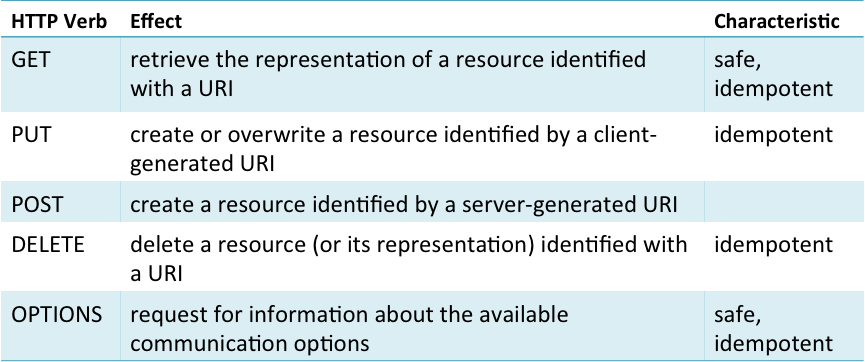 HTTP Verb Effect Characteristic
GET retrieve the representation of a resource identified safe,
with a URI idempotent
PUT create or overwrite a resource identified by a client- idempotent
generated URI
POST create a resource identified by a server-generated URI
DELETE delete a resource (or its representation) identified with idempotent
a URI
OPTIONS request for information about the available safe,
communication options idempotent